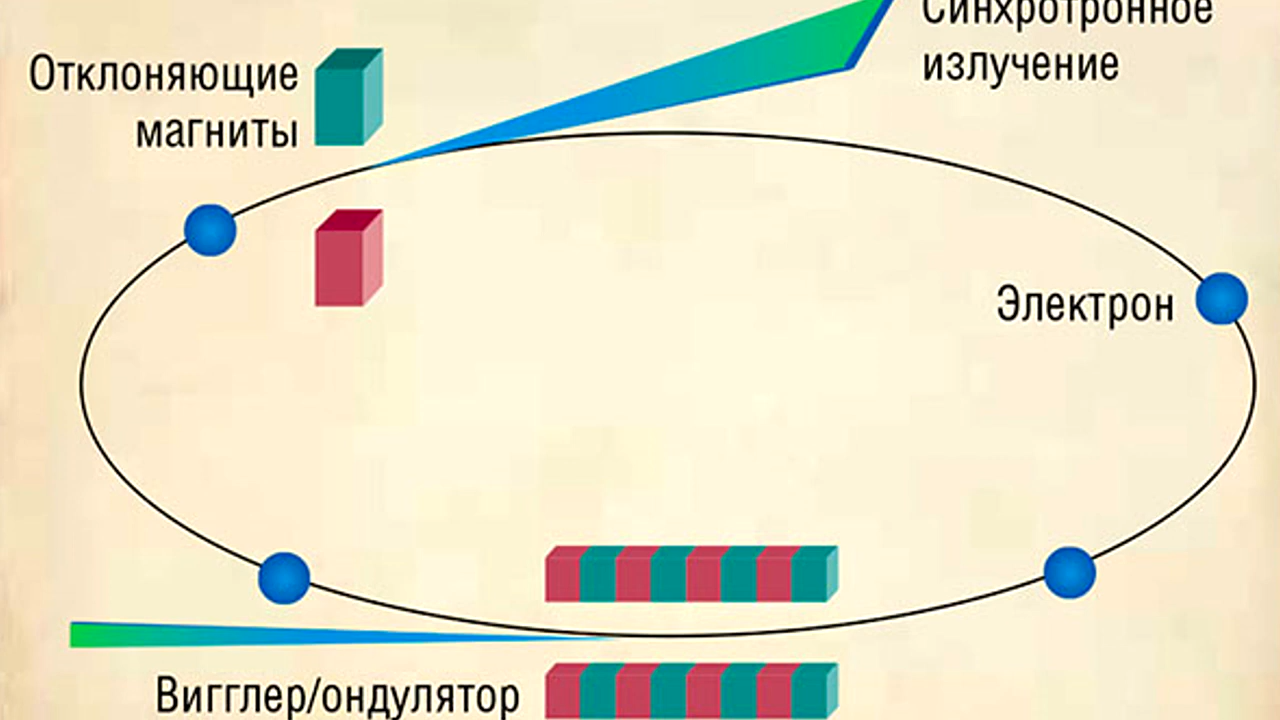 Синхротронное
излучение
Отклоняющие
магниты
Электрон
Вигглер/ондулятор